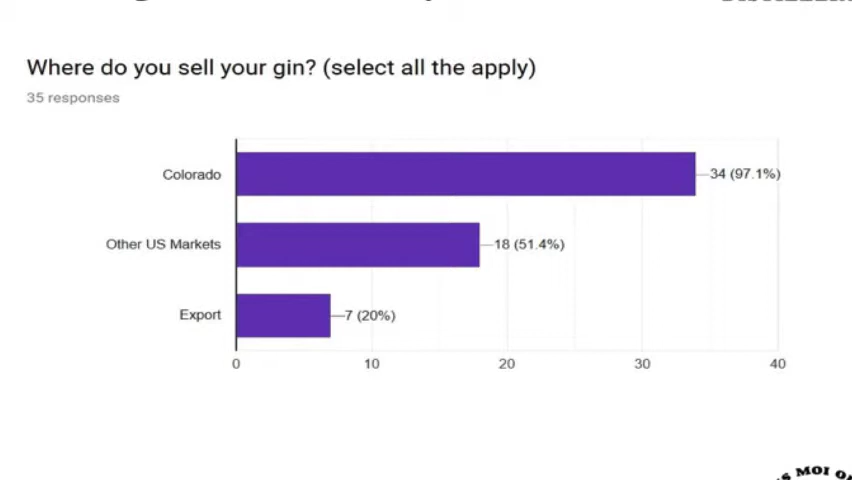 Where do you sell your gin? (select all the apply)
35 responses
Colorado
34 (97.1%)
Other US Markets
18 (51.4%)
Export
7 (20%)
0 10 20 30 40
MOI